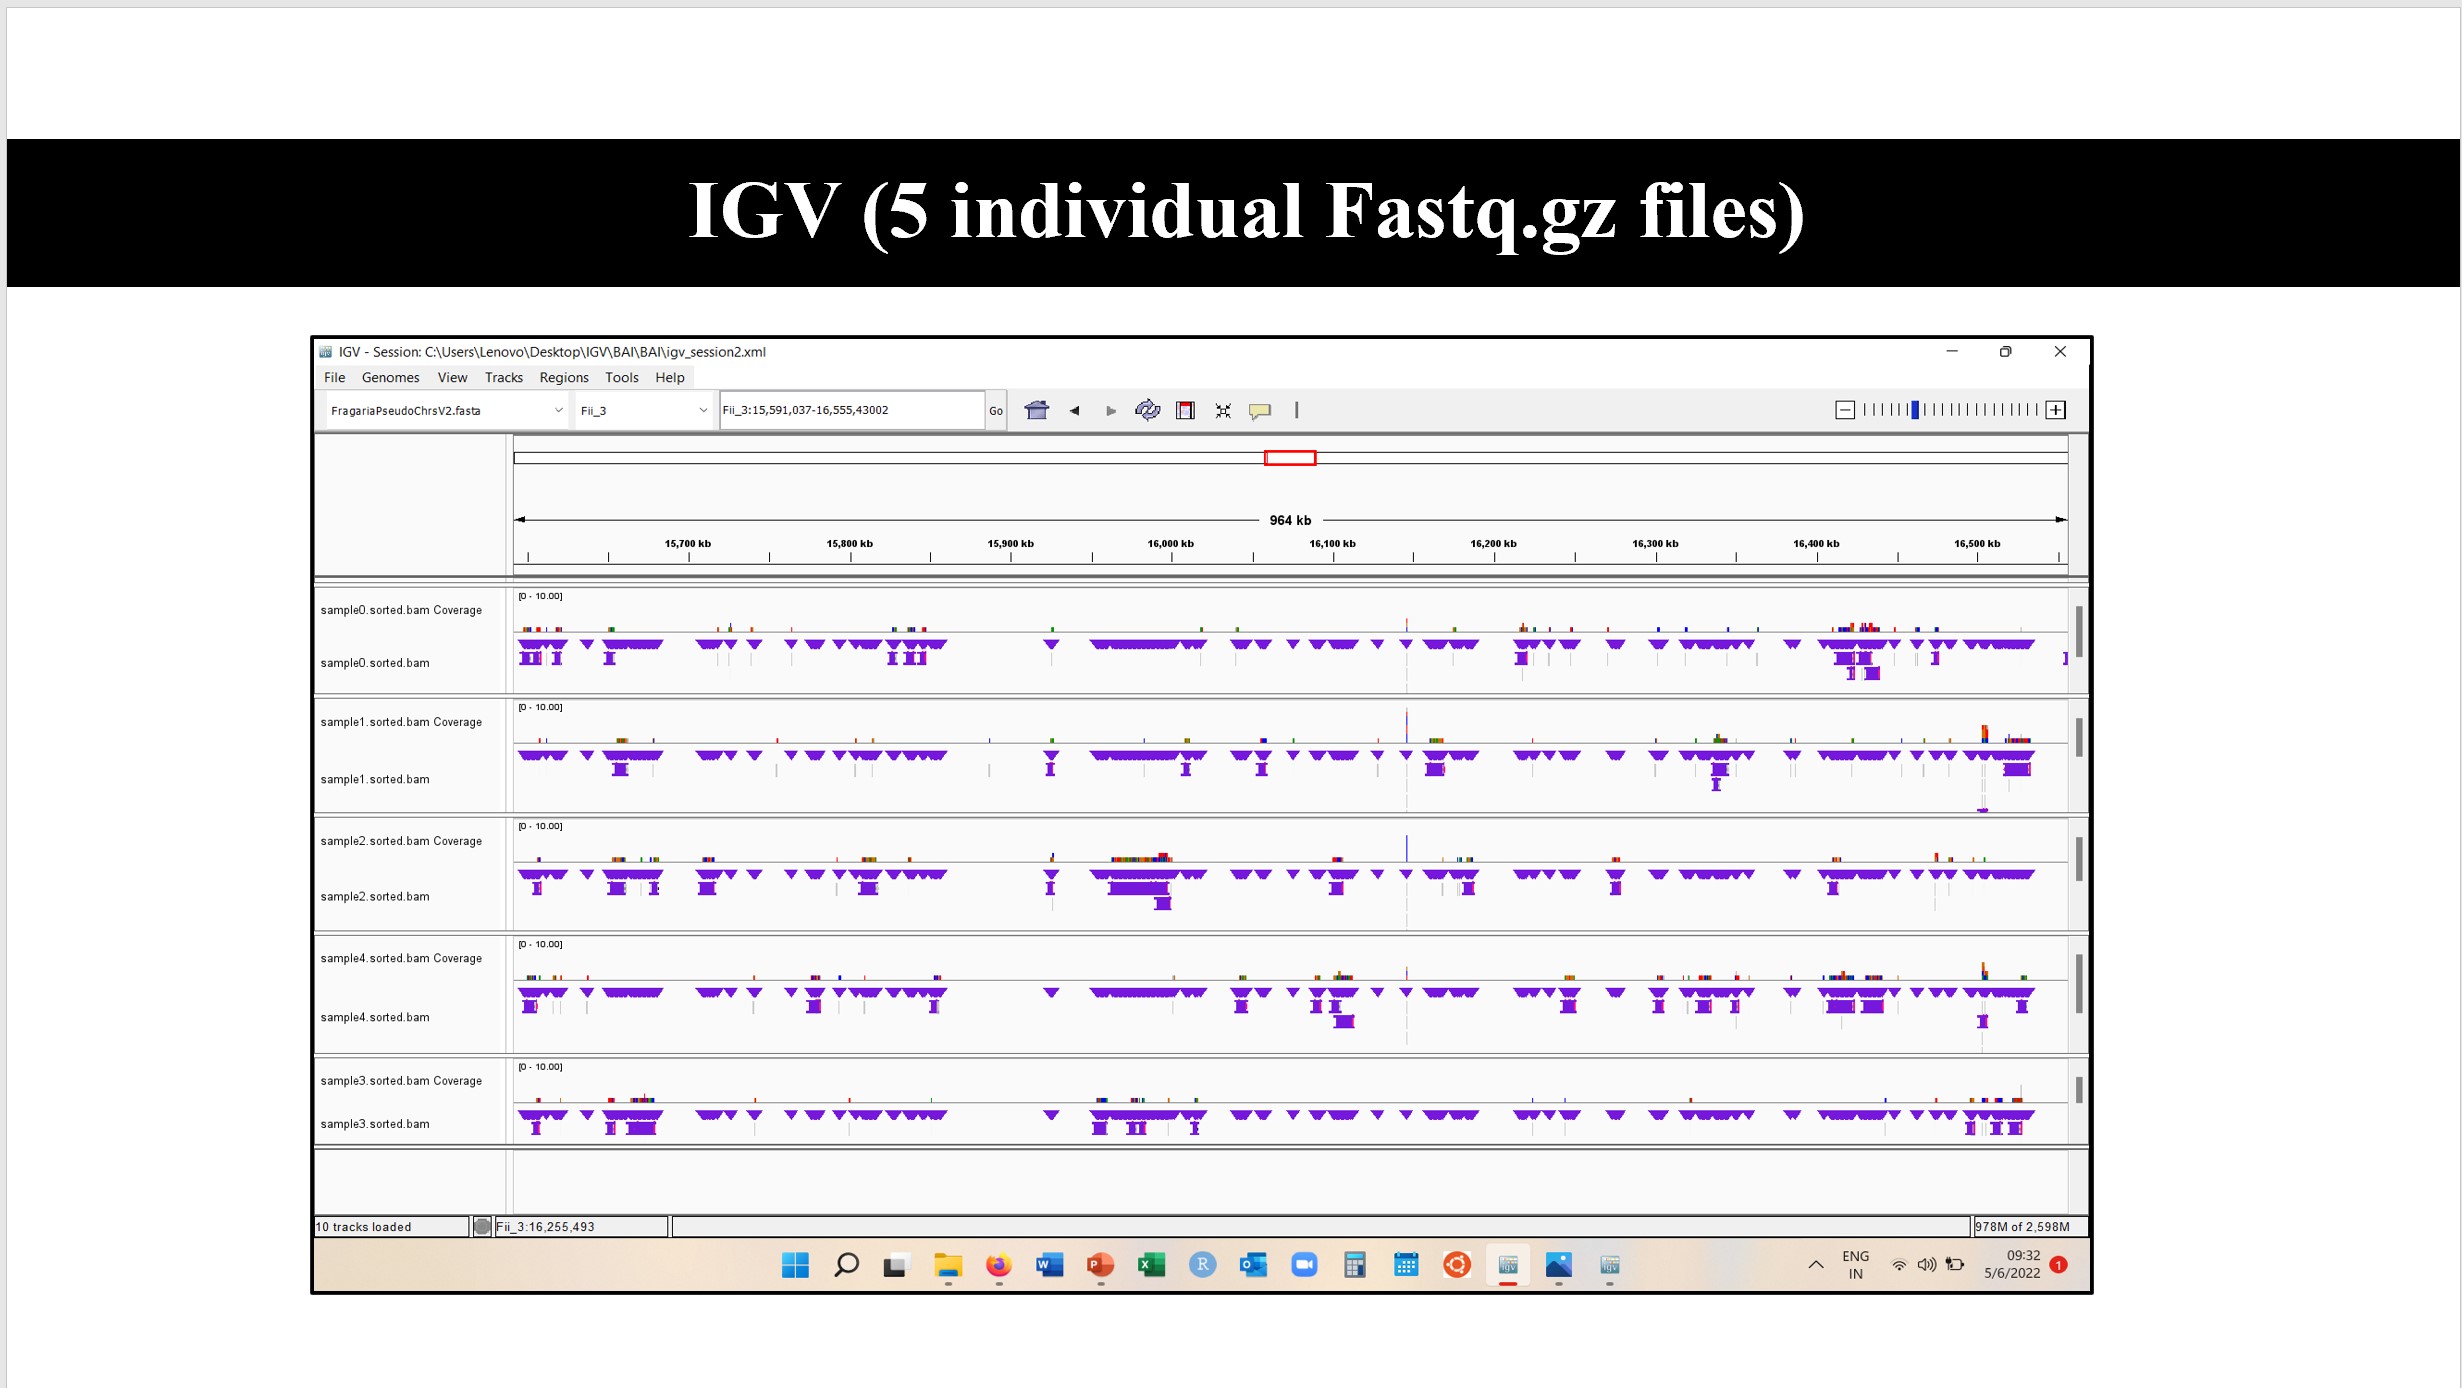 IGV (5 individual Fastq.gz files)
IGV - Session: C:\Users\Lenovo\Desktop\IGV\BAI\BAI\igv_session2.xml
File Genomes View Tracks Regions Tools Help
FragariaPseudoChrsV2.fasta Fii_3 Fii_3:15,591,037-16,555,43002 Go
964 kb
15,700 kb 15,800 kb 15,900 kb 16,000 kb 16,100 kb 16,200 kb 16,300 kb 16,400 kb 16,500 kb
[0 - 10.00]
sample0.sorted.bam Coverage
sample0.sorted.bam
[0 - 10.00]
sample1.sorted.bam Coverage
sample1.sorted.bam
[0 - 10.00]
sample2.sorted.bam Coverage
sample2.sorted.bam
[0 - 10.00]
sample4.sorted.bam Coverage
sample4.sorted.bam
[0 - 10.00]
sample3.sorted.bam Coverage
sample3.sorted.bam
10 tracks loaded Fii_3:16,255,493 978M of 2,598M
W P X R O igv igv
ENG 09:32
IN 5/6/2022 1